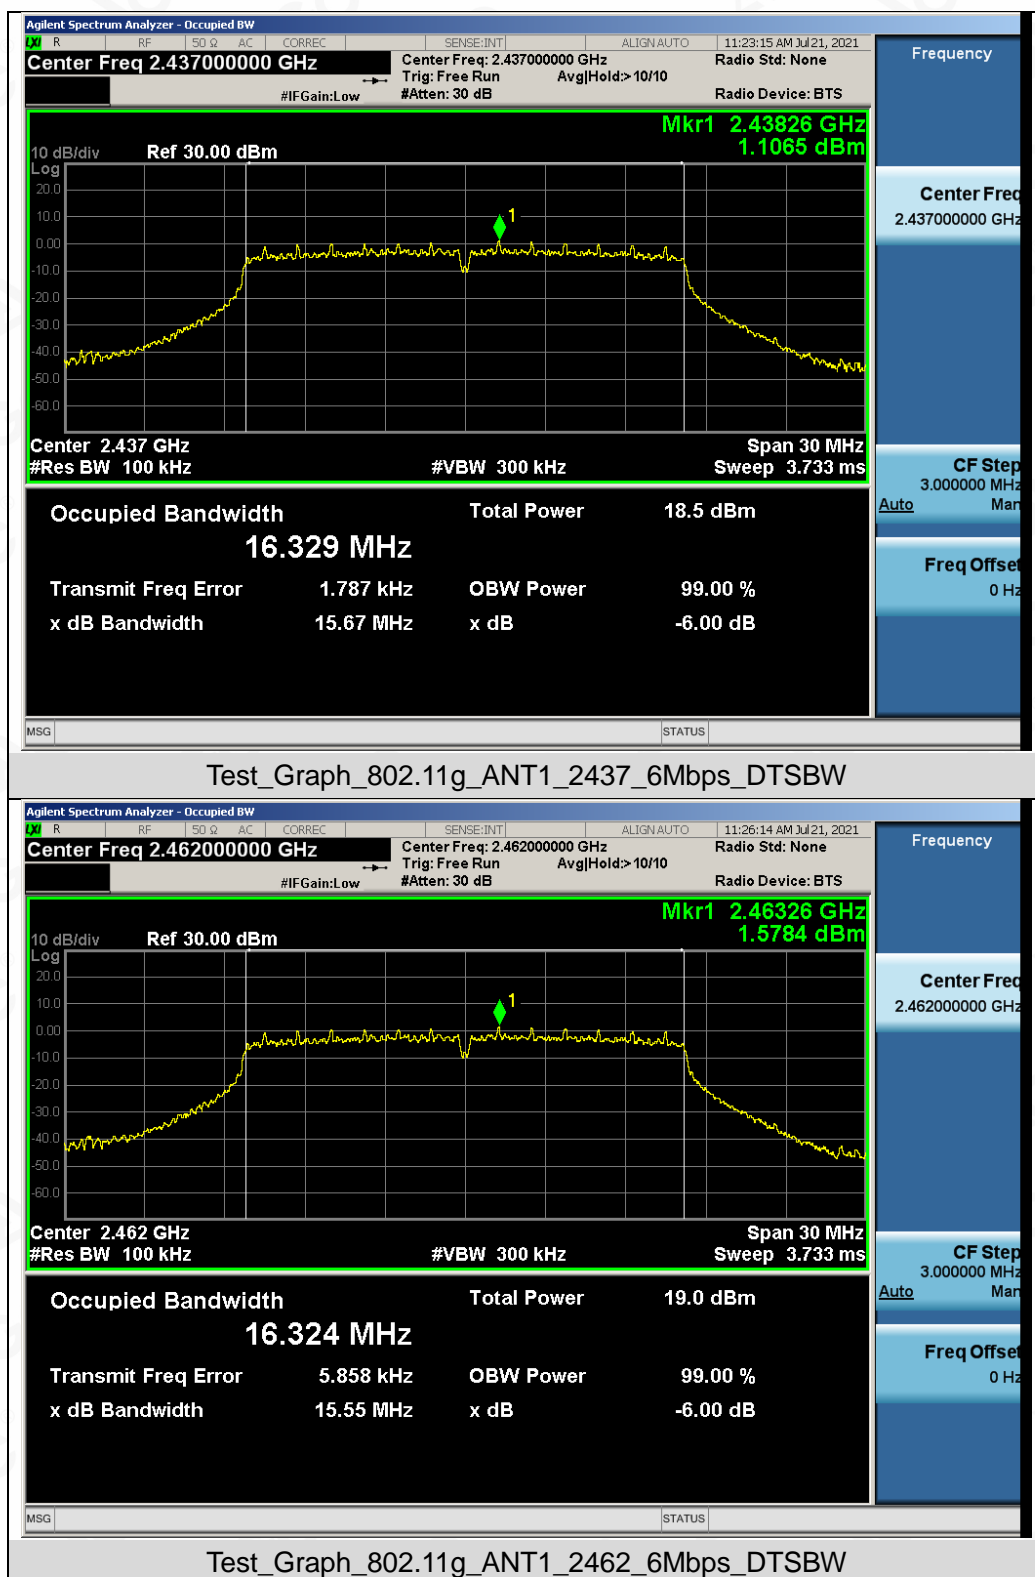 Agilent Spectrum Analyzer - Occupied BW
LXI R RF 50 Ω AC CORREC SENSE:INT ALIGN AUTO 11:23:15 AM Jul 21, 2021
Center Freq 2.437000000 GHz Center Freq: 2.437000000 GHz Radio Std: None Frequency
Trig: Free Run Avg|Hold:> 10/10
#IFGain:Low #Atten: 30 dB Radio Device: BTS
Mkr1 2.43826 GHz
10 dB/div Ref 30.00 dBm 1.1065 dBm
Log
20.0
10.0
0.00
-10.0
-20.0
-30.0
-40.0
-50.0
-60.0
1
Center Freq
2.437000000 GHz
Center 2.437 GHz Span 30 MHz
#Res BW 100 kHz #VBW 300 kHz Sweep 3.733 ms
CF Step
3.000000 MHz
Auto Man
Occupied Bandwidth Total Power 18.5 dBm
16.329 MHz
Freq Offset
0 Hz
Transmit Freq Error 1.787 kHz OBW Power 99.00 %
x dB Bandwidth 15.67 MHz x dB -6.00 dB
MSG STATUS
Test_Graph_802.11g_ANT1_2437_6Mbps_DTSBW
Agilent Spectrum Analyzer - Occupied BW
LXI R RF 50 Ω AC CORREC SENSE:INT ALIGN AUTO 11:26:14 AM Jul 21, 2021
Center Freq 2.462000000 GHz Center Freq: 2.462000000 GHz Radio Std: None Frequency
Trig: Free Run Avg|Hold:> 10/10
#IFGain:Low #Atten: 30 dB Radio Device: BTS
Mkr1 2.46326 GHz
10 dB/div Ref 30.00 dBm 1.5784 dBm
Log
20.0
10.0
0.00
-10.0
-20.0
-30.0
-40.0
-50.0
-60.0
1
Center Freq
2.462000000 GHz
Center 2.462 GHz Span 30 MHz
#Res BW 100 kHz #VBW 300 kHz Sweep 3.733 ms
CF Step
3.000000 MHz
Auto Man
Occupied Bandwidth Total Power 19.0 dBm
16.324 MHz
Freq Offset
0 Hz
Transmit Freq Error 5.858 kHz OBW Power 99.00 %
x dB Bandwidth 15.55 MHz x dB -6.00 dB
MSG STATUS
Test_Graph_802.11g_ANT1_2462_6Mbps_DTSBW